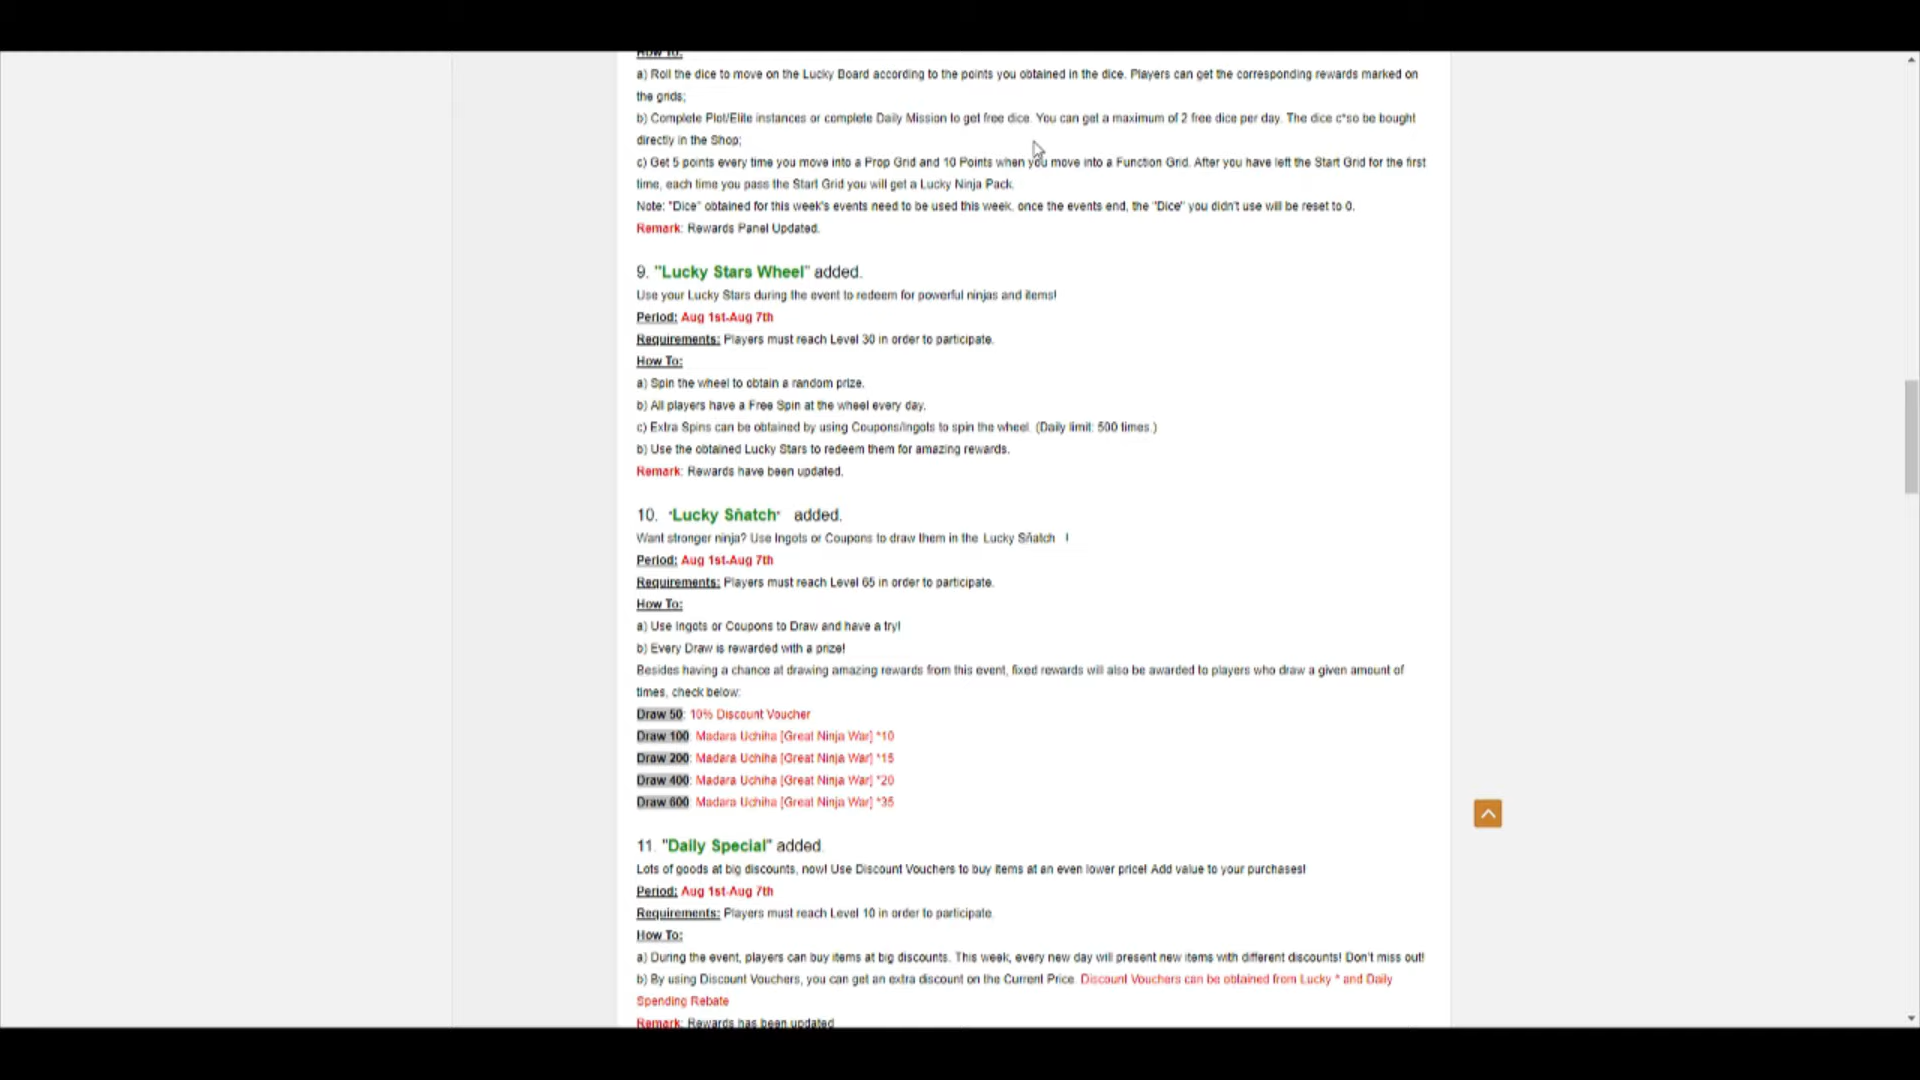 How To:
a) Roll the dice to move on the Lucky Board according to the points you obtained in the dice. Players can get the corresponding rewards marked on
the grids;
b) Complete Plot/Elite instances or complete Daily Mission to get free dice. You can get a maximum of 2 free dice per day. The dice c*so be bought
directly in the Shop;
c) Get 5 points every time you move into a Prop Grid and 10 Points when you move into a Function Grid. After you have left the Start Grid for the first
time, each time you pass the Start Grid you will get a Lucky Ninja Pack.
Note: "Dice" obtained for this week's events need to be used this week, once the events end, the "Dice" you didn't use will be reset to 0.
Remark: Rewards Panel Updated.
9. "Lucky Stars Wheel" added.
Use your Lucky Stars during the event to redeem for powerful ninjas and items!
Period: Aug 1st-Aug 7th
Requirements: Players must reach Level 30 in order to participate.
How To:
a) Spin the wheel to obtain a random prize.
b) All players have a Free Spin at the wheel every day.
c) Extra Spins can be obtained by using Coupons/Ingots to spin the wheel. (Daily limit: 500 times.)
b) Use the obtained Lucky Stars to redeem them for amazing rewards.
Remark: Rewards have been updated.
10. "Lucky Sňatch" added.
Want stronger ninja? Use Ingots or Coupons to draw them in the Lucky Sňatch !
Period: Aug 1st-Aug 7th
Requirements: Players must reach Level 65 in order to participate.
How To:
a) Use Ingots or Coupons to Draw and have a try!
b) Every Draw is rewarded with a prize!
Besides having a chance at drawing amazing rewards from this event, fixed rewards will also be awarded to players who draw a given amount of
times, check below:
Draw 50: 10% Discount Voucher
Draw 100: Madara Uchiha [Great Ninja War] *10
Draw 200: Madara Uchiha [Great Ninja War] *15
Draw 400: Madara Uchiha [Great Ninja War] *20
Draw 600: Madara Uchiha [Great Ninja War] *35
11. "Daily Special" added.
Lots of goods at big discounts, now! Use Discount Vouchers to buy items at an even lower price! Add value to your purchases!
Period: Aug 1st-Aug 7th
Requirements: Players must reach Level 10 in order to participate.
How To:
a) During the event, players can buy items at big discounts. This week, every new day will present new items with different discounts! Don't miss out!
b) By using Discount Vouchers, you can get an extra discount on the Current Price. Discount Vouchers can be obtained from Lucky * and Daily
Spending Rebate
Remark: Rewards has been updated